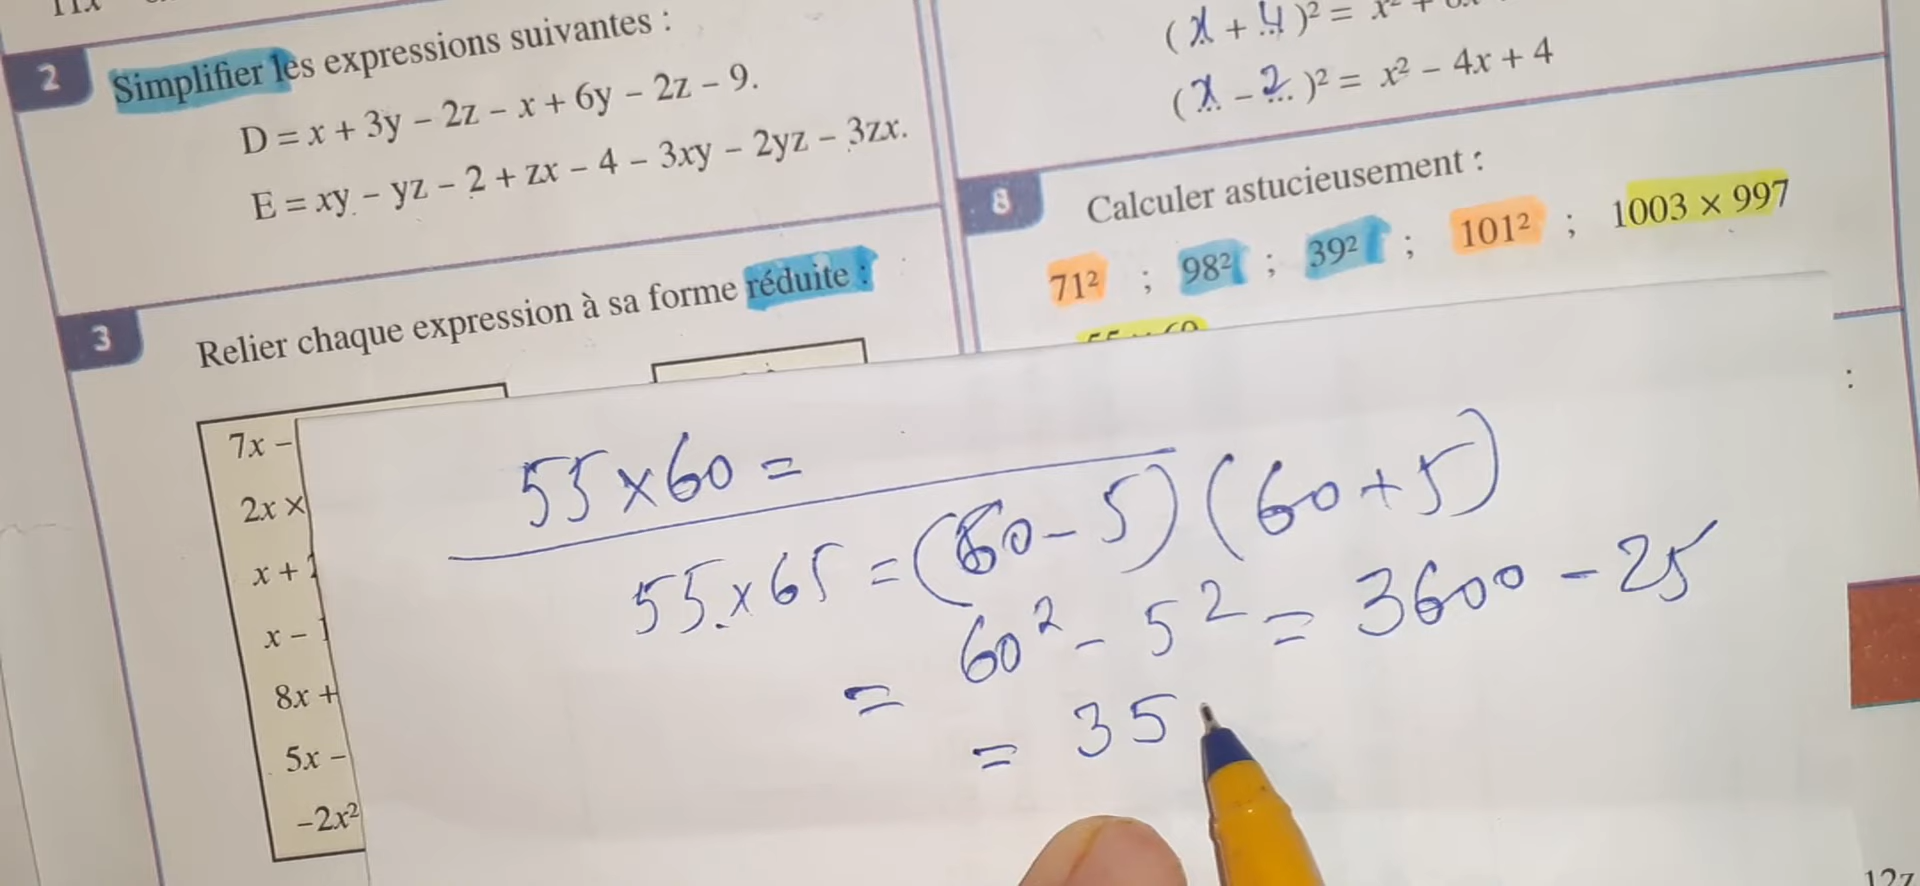 11x
2 Simplifier les expressions suivantes :
D = x + 3y − 2z − x + 6y − 2z − 9.
E = xy − yz − 2 + zx − 4 − 3xy − 2yz − 3zx.
3 Relier chaque expression à sa forme réduite :
7x −
2x ×
x +
x −
8x +
5x −
−2x²
(x + 4)² = x² +
(x − 2)² = x² − 4x + 4
8 Calculer astucieusement :
71² ; 98² ; 39² ; 101² ; 1003 × 997
:
55 × 60 =
55 × 65 = (60 − 5) (60 + 5)
= 60² − 5² = 3600 − 25
= 35